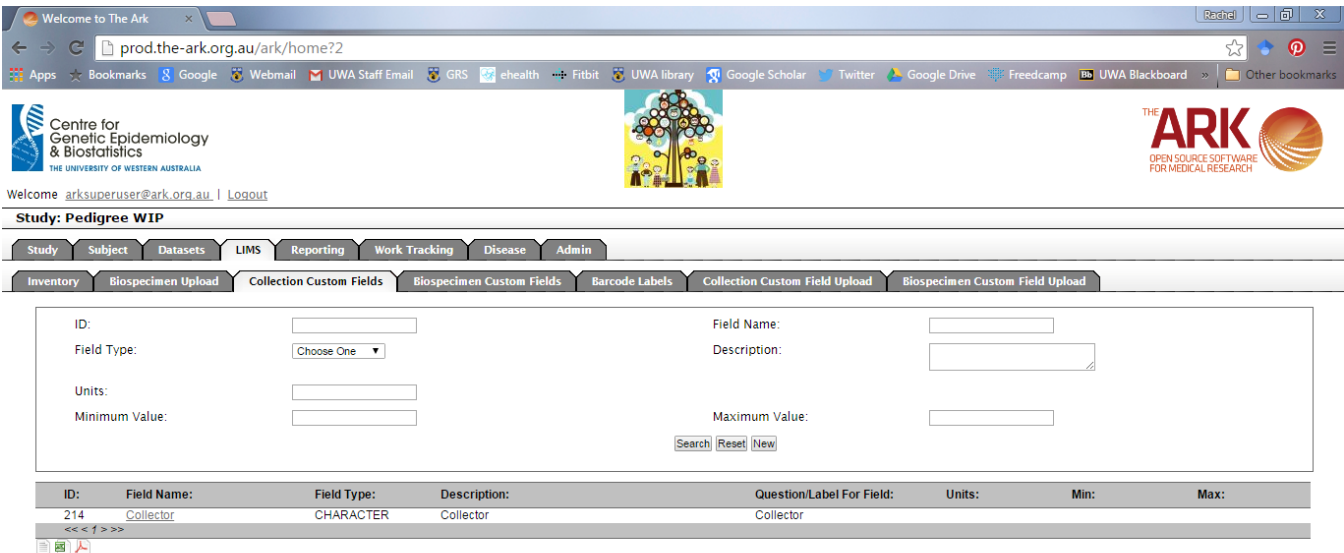 Welcome to The Ark
Rachel
prod.the-ark.org.au/ark/home?2
Apps Bookmarks Google Webmail UWA Staff Email GRS ehealth Fitbit UWA library Google Scholar Twitter Google Drive Freedcamp Bb UWA Blackboard » Other bookmarks
Centre for
Genetic Epidemiology
& Biostatistics
THE UNIVERSITY OF WESTERN AUSTRALIA
THE ARK
OPEN SOURCE SOFTWARE
FOR MEDICAL RESEARCH
Welcome arksuperuser@ark.org.au | Logout
Study: Pedigree WIP
Study Subject Datasets LIMS Reporting Work Tracking Disease Admin
Inventory Biospecimen Upload Collection Custom Fields Biospecimen Custom Fields Barcode Labels Collection Custom Field Upload Biospecimen Custom Field Upload
ID: Field Name:
Field Type: Choose One Description:
Units:
Minimum Value: Maximum Value:
Search Reset New
ID: Field Name: Field Type: Description: Question/Label For Field: Units: Min: Max:
214 Collector CHARACTER Collector Collector
<< < 1 > >>